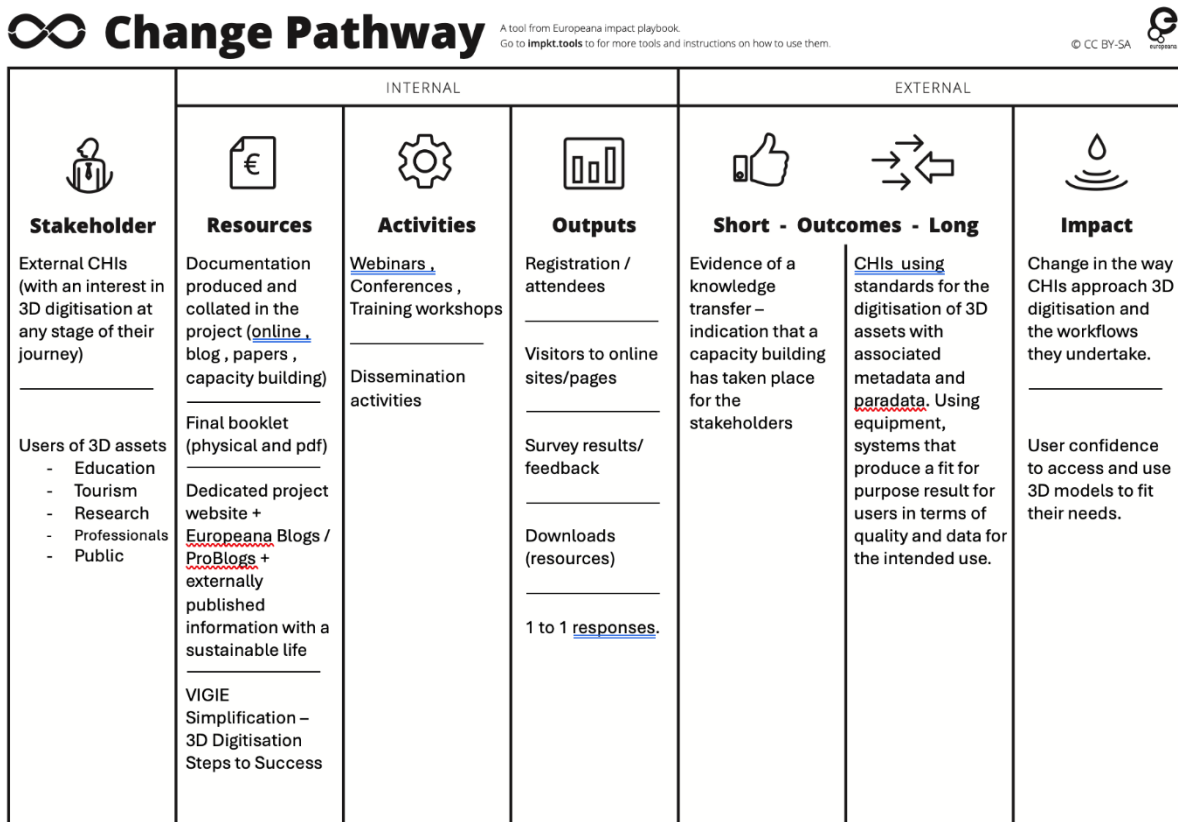 Change Pathway
A tool from Europeana impact playbook.
Go to impkt.tools to for more tools and instructions on how to use them.
© CC BY-SA
europeana
INTERNAL
EXTERNAL
Stakeholder
External CHIs
(with an interest in
3D digitisation at
any stage of their
journey)
Users of 3D assets
- Education
- Tourism
- Research
- Professionals
- Public
€
Resources
Documentation
produced and
collated in the
project (online ,
blog , papers ,
capacity building)
Final booklet
(physical and pdf)
Dedicated project
website +
Europeana Blogs /
ProBlogs +
externally
published
information with a
sustainable life
VIGIE
Simplification –
3D Digitisation
Steps to Success
Activities
Webinars ,
Conferences ,
Training workshops
Dissemination
activities
Outputs
Registration /
attendees
Visitors to online
sites/pages
Survey results/
feedback
Downloads
(resources)
1 to 1 responses.
Short - Outcomes - Long
Evidence of a
knowledge
transfer –
indication that a
capacity building
has taken place
for the
stakeholders
CHIs using
standards for the
digitisation of 3D
assets with
associated
metadata and
paradata. Using
equipment,
systems that
produce a fit for
purpose result for
users in terms of
quality and data for
the intended use.
Impact
Change in the way
CHIs approach 3D
digitisation and
the workflows
they undertake.
User confidence
to access and use
3D models to fit
their needs.